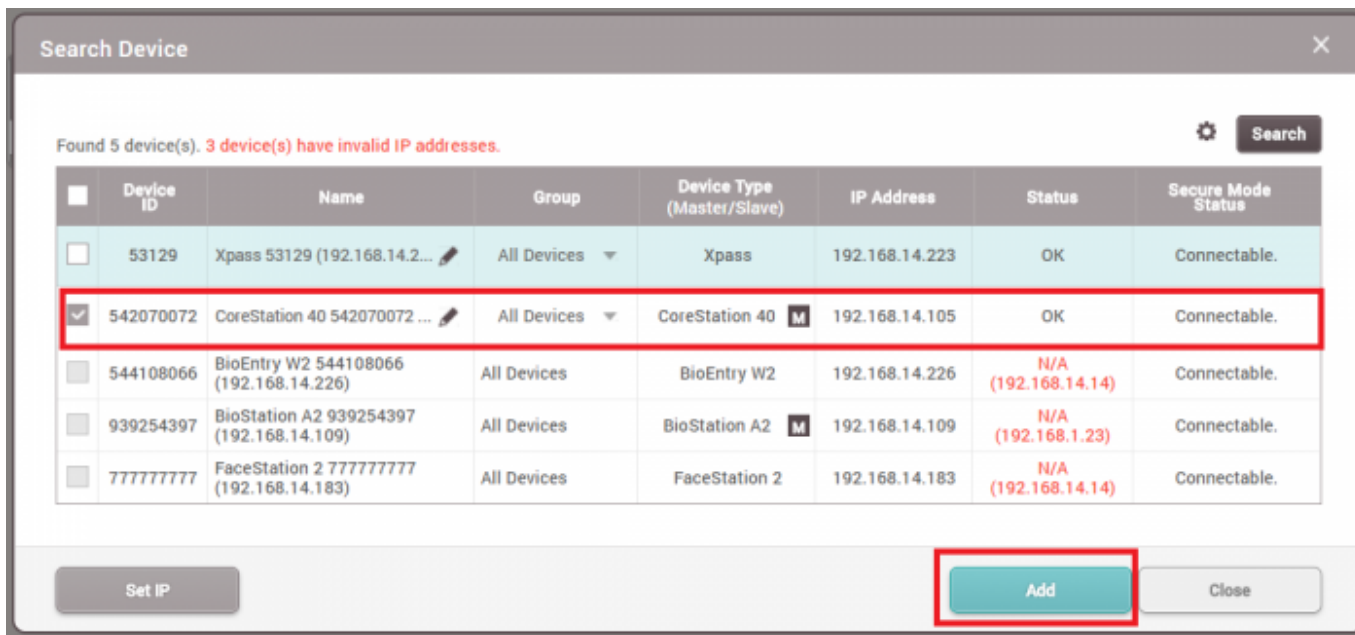 Search Device
Found 5 device(s). 3 device(s) have invalid IP addresses.
Search
Device ID Name Group Device Type (Master/Slave) IP Address Status Secure Mode Status
53129 Xpass 53129 (192.168.14.2... All Devices Xpass 192.168.14.223 OK Connectable.
542070072 CoreStation 40 542070072 ... All Devices CoreStation 40 M 192.168.14.105 OK Connectable.
544108066 BioEntry W2 544108066 (192.168.14.226) All Devices BioEntry W2 192.168.14.226 N/A (192.168.14.14) Connectable.
939254397 BioStation A2 939254397 (192.168.14.109) All Devices BioStation A2 M 192.168.14.109 N/A (192.168.1.23) Connectable.
777777777 FaceStation 2 777777777 (192.168.14.183) All Devices FaceStation 2 192.168.14.183 N/A (192.168.14.14) Connectable.
Set IP Add Close